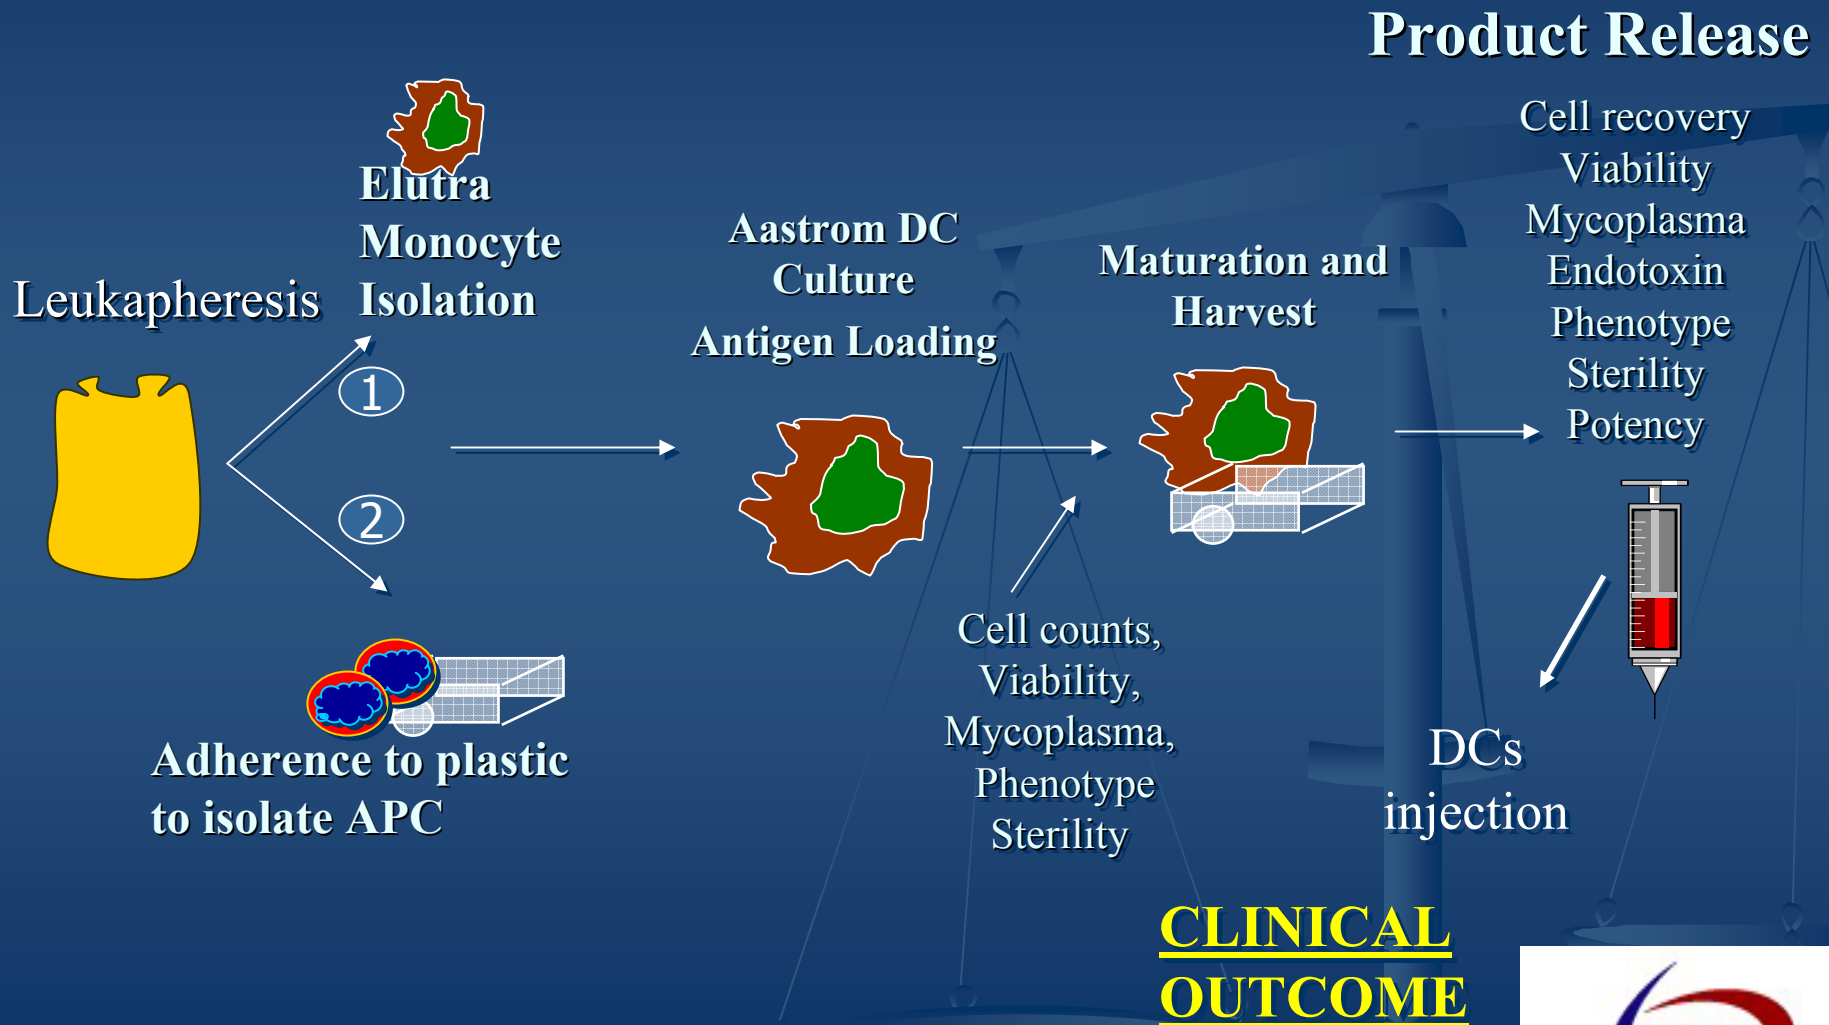 Product Release
Leukapheresis
Elutra
Monocyte
Isolation
1
2
Adherence to plastic
to isolate APC
Aastrom DC
Culture
Antigen Loading
Maturation and
Harvest
Cell counts,
Viability,
Mycoplasma,
Phenotype
Sterility
Cell recovery
Viability
Mycoplasma
Endotoxin
Phenotype
Sterility
Potency
DCs
injection
CLINICAL
OUTCOME